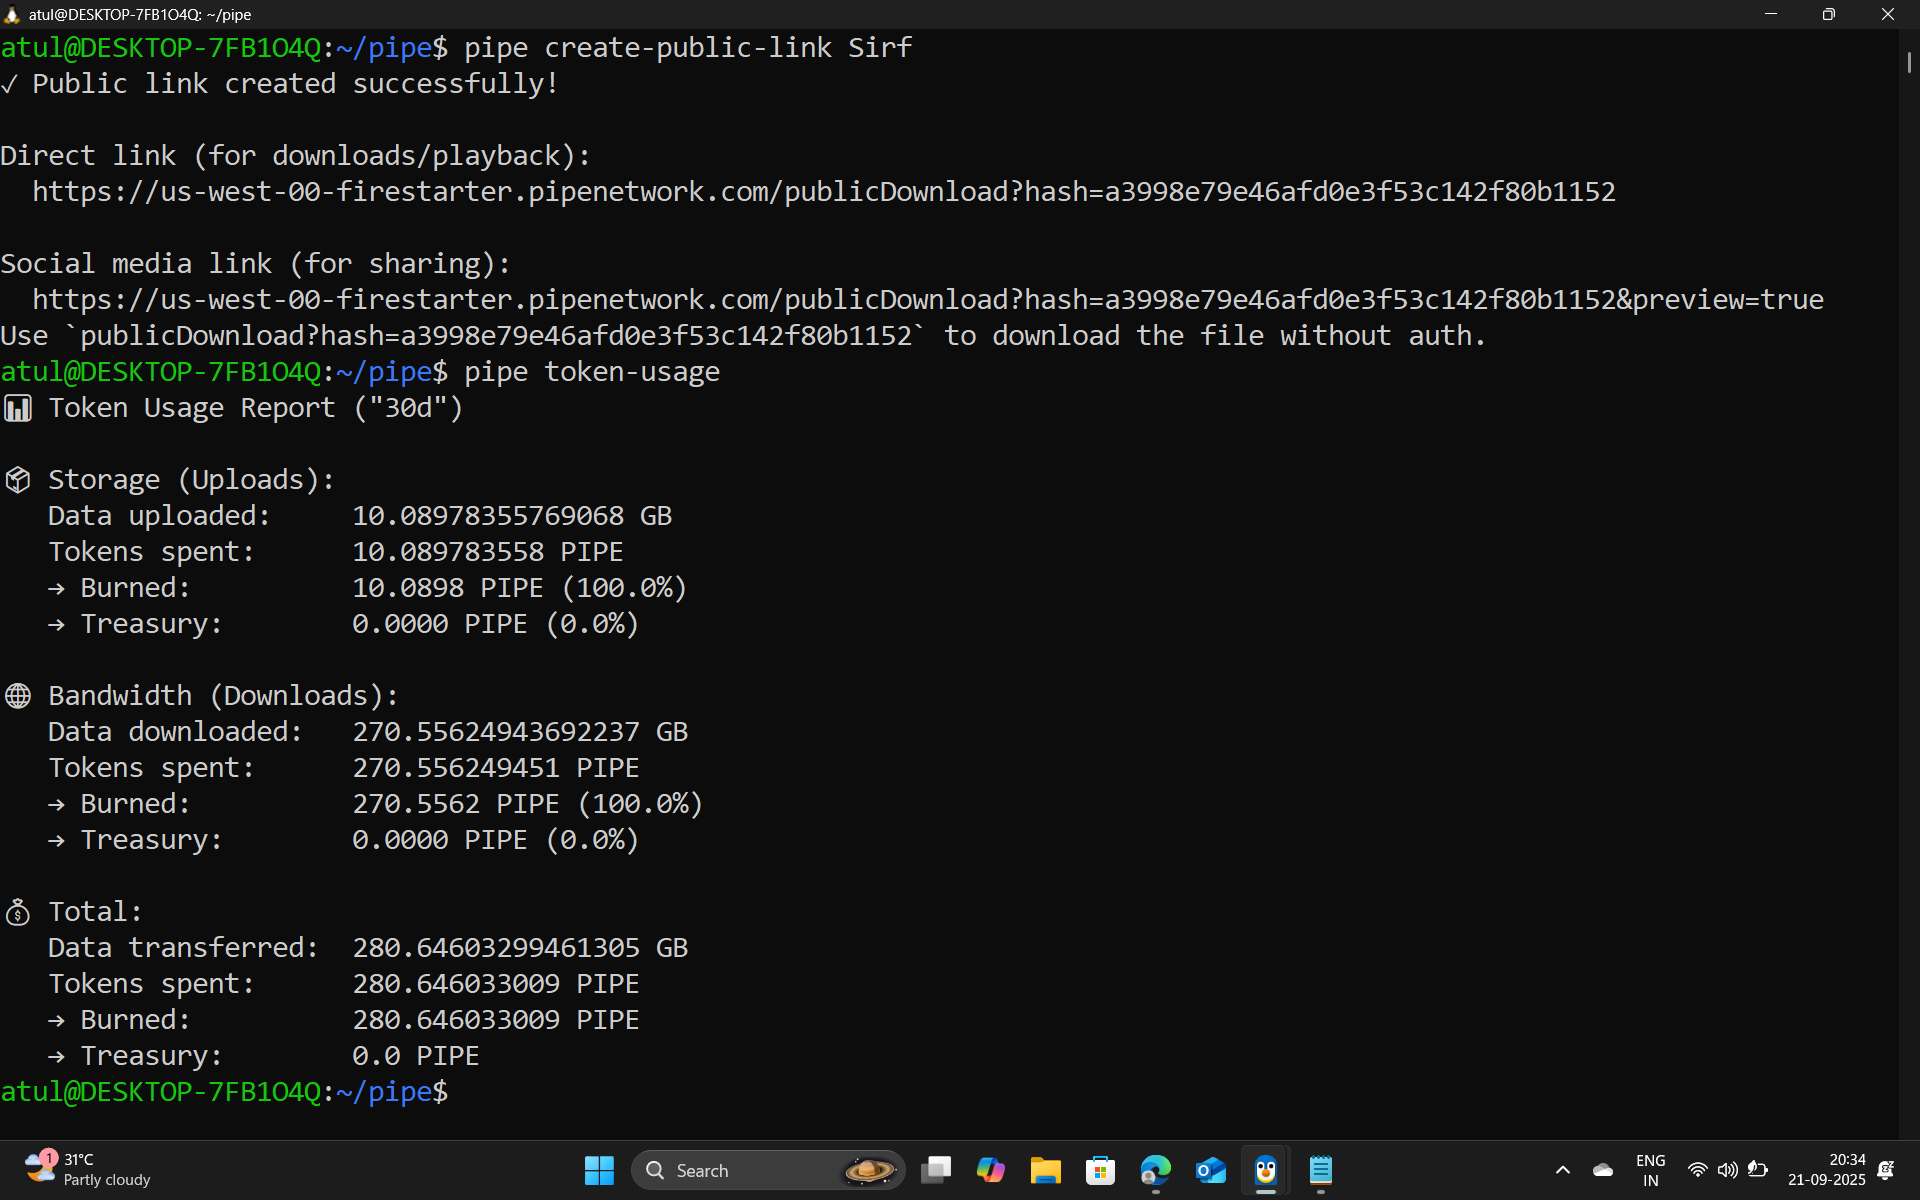 atul@DESKTOP-7FB1O4Q: ~/pipe
atul@DESKTOP-7FB1O4Q:~/pipe$ pipe create-public-link Sirf
✓ Public link created successfully!
Direct link (for downloads/playback):
https://us-west-00-firestarter.pipenetwork.com/publicDownload?hash=a3998e79e46afd0e3f53c142f80b1152
Social media link (for sharing):
https://us-west-00-firestarter.pipenetwork.com/publicDownload?hash=a3998e79e46afd0e3f53c142f80b1152&preview=true
Use `publicDownload?hash=a3998e79e46afd0e3f53c142f80b1152` to download the file without auth.
atul@DESKTOP-7FB1O4Q:~/pipe$ pipe token-usage
Token Usage Report ("30d")
Storage (Uploads):
Data uploaded: 10.08978355769068 GB
Tokens spent: 10.089783558 PIPE
→ Burned: 10.0898 PIPE (100.0%)
→ Treasury: 0.0000 PIPE (0.0%)
Bandwidth (Downloads):
Data downloaded: 270.55624943692237 GB
Tokens spent: 270.556249451 PIPE
→ Burned: 270.5562 PIPE (100.0%)
→ Treasury: 0.0000 PIPE (0.0%)
Total:
Data transferred: 280.64603299461305 GB
Tokens spent: 280.646033009 PIPE
→ Burned: 280.646033009 PIPE
→ Treasury: 0.0 PIPE
atul@DESKTOP-7FB1O4Q:~/pipe$
1
31°C
Partly cloudy
Search
ENG
IN
20:34
21-09-2025